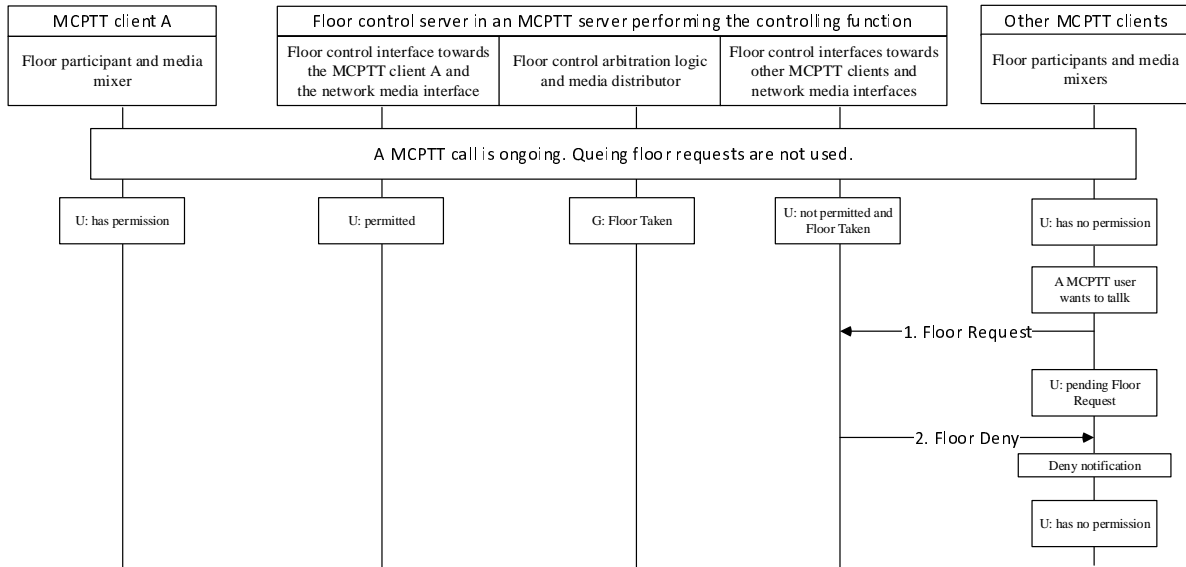 MCPTT client A
Floor control server in an MCPTT server performing the controlling function
Other MCPTT clients
Floor participant and media
mixer
Floor control interface towards
the MCPTT client A and
the network media interface
Floor control arbitration logic
and media distributor
Floor control interfaces towards
other MCPTT clients and
network media interfaces
Floor participants and media
mixers
A MCPTT call is ongoing. Queing floor requests are not used.
U: has permission
U: permitted
G: Floor Taken
U: not permitted and
Floor Taken
U: has no permission
A MCPTT user
wants to tallk
1. Floor Request
U: pending Floor
Request
2. Floor Deny
Deny notification
U: has no permission